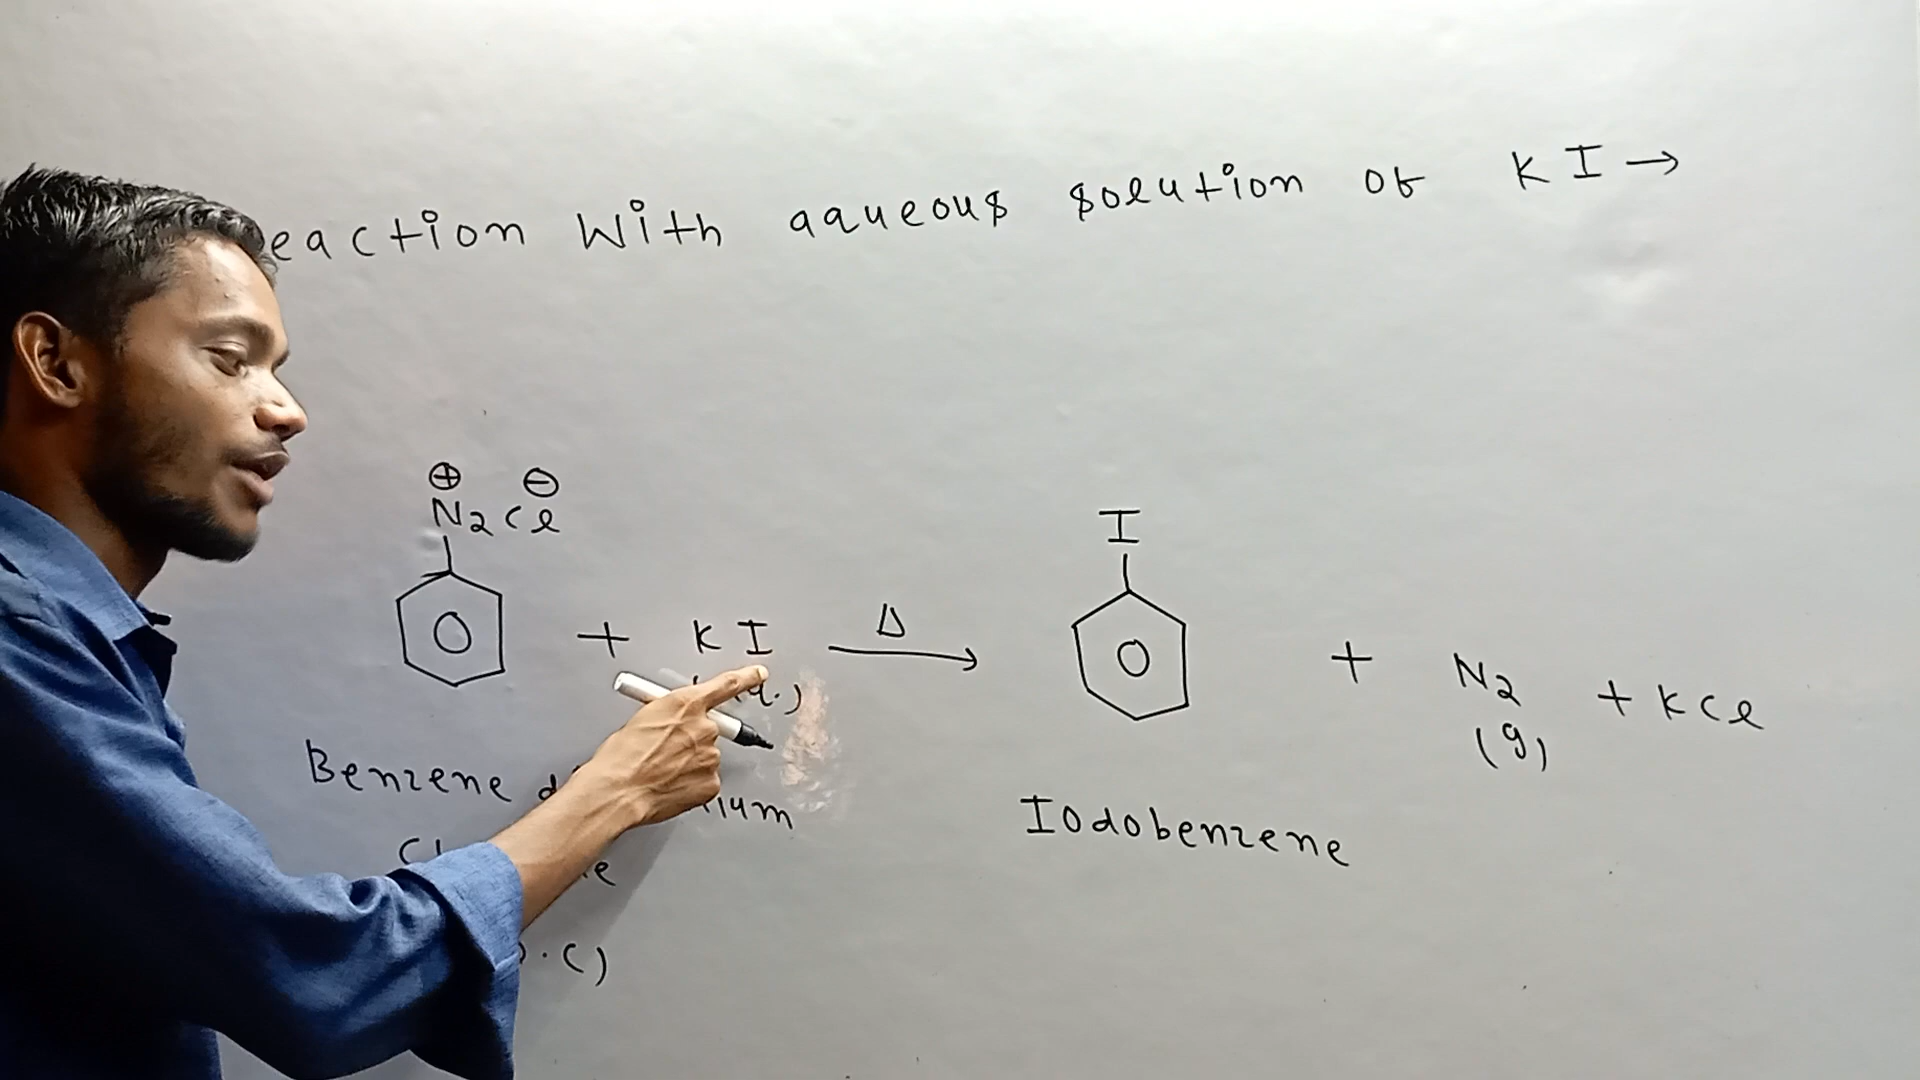 eaction With aqueous solution of KI →
⊕ ⊖
N2Cl
I
+ KI Δ → + N2 + KCl
(g)
Benzene
Iodobenzene